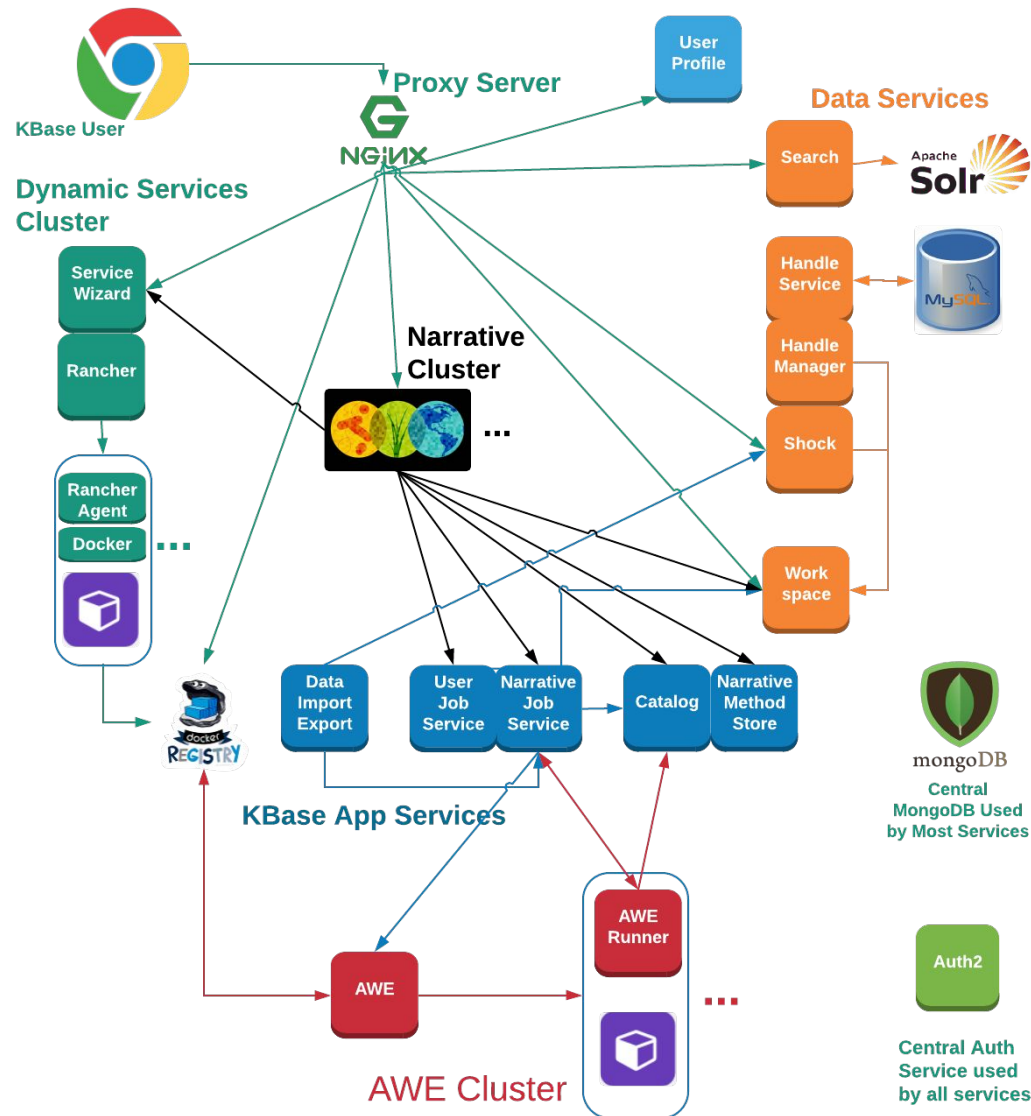 KBase User
Proxy Server
NGiNX
User
Profile
Data Services
Search
Apache
Solr
Dynamic Services
Cluster
Service
Wizard
Rancher
Handle
Service
MySQL
Handle
Manager
Narrative
Cluster
...
Shock
Rancher
Agent
Docker
...
Work
space
docker
REGISTRY
Data
Import
Export
User
Job
Service
Narrative
Job
Service
Catalog
Narrative
Method
Store
mongoDB
Central
MongoDB Used
by Most Services
KBase App Services
AWE
Runner
AWE
...
Auth2
AWE Cluster
Central Auth
Service used
by all services